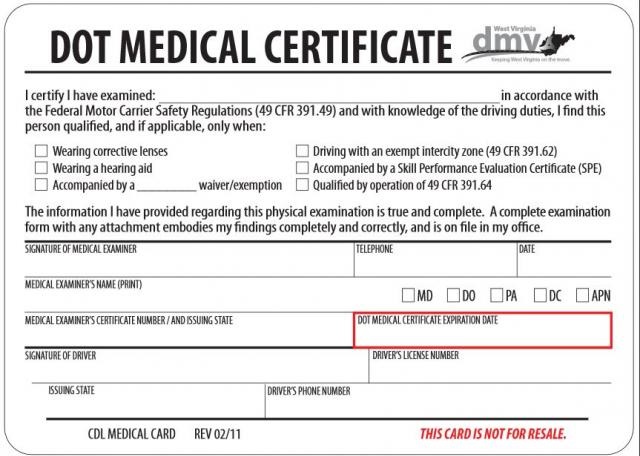 DOT MEDICAL CERTIFICATE
West Virginia
dmv
Keeping West Virginia on the move.
I certify I have examined: ______________________ in accordance with
the Federal Motor Carrier Safety Regulations (49 CFR 391.49) and with knowledge of the driving duties, I find this
person qualified, and if applicable, only when:
Wearing corrective lenses
Driving with an exempt intercity zone (49 CFR 391.62)
Wearing a hearing aid
Accompanied by a Skill Performance Evaluation Certificate (SPE)
Accompanied by a __________ waiver/exemption
Qualified by operation of 49 CFR 391.64
The information I have provided regarding this physical examination is true and complete. A complete examination
form with any attachment embodies my findings completely and correctly, and is on file in my office.
SIGNATURE OF MEDICAL EXAMINER
TELEPHONE
DATE
MEDICAL EXAMINER'S NAME (PRINT)
MD DO PA DC APN
MEDICAL EXAMINER'S CERTIFICATE NUMBER / AND ISSUING STATE
DOT MEDICAL CERTIFICATE EXPIRATION DATE
SIGNATURE OF DRIVER
DRIVER'S LICENSE NUMBER
ISSUING STATE
DRIVER'S PHONE NUMBER
CDL MEDICAL CARD REV 02/11
THIS CARD IS NOT FOR RESALE.